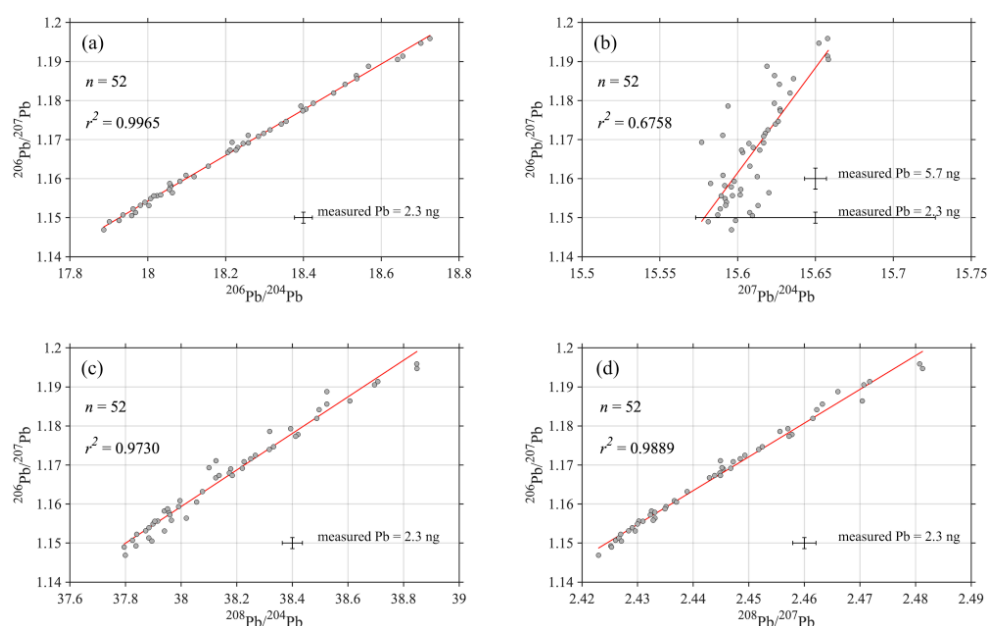 (a)
n = 52
r² = 0.9965
measured Pb = 2.3 ng
1.2
1.19
1.18
1.17
1.16
1.15
1.14
17.8
18
18.2
18.4
18.6
18.8
²⁰⁶Pb/²⁰⁷Pb
²⁰⁶Pb/²⁰⁴Pb
(b)
n = 52
r² = 0.6758
measured Pb = 5.7 ng
measured Pb = 2.3 ng
1.2
1.19
1.18
1.17
1.16
1.15
1.14
15.5
15.6
15.65
15.7
15.75
²⁰⁶Pb/²⁰⁷Pb
²⁰⁷Pb/²⁰⁴Pb
(c)
n = 52
r² = 0.9730
measured Pb = 2.3 ng
1.2
1.19
1.18
1.17
1.16
1.15
1.14
37.6
37.8
38
38.2
38.4
38.6
38.8
39
²⁰⁶Pb/²⁰⁷Pb
²⁰⁸Pb/²⁰⁴Pb
(d)
n = 52
r² = 0.9889
measured Pb = 2.3 ng
1.2
1.19
1.18
1.17
1.16
1.15
1.14
2.42
2.43
2.44
2.45
2.46
2.47
2.48
2.49
²⁰⁶Pb/²⁰⁷Pb
²⁰⁸Pb/²⁰⁷Pb